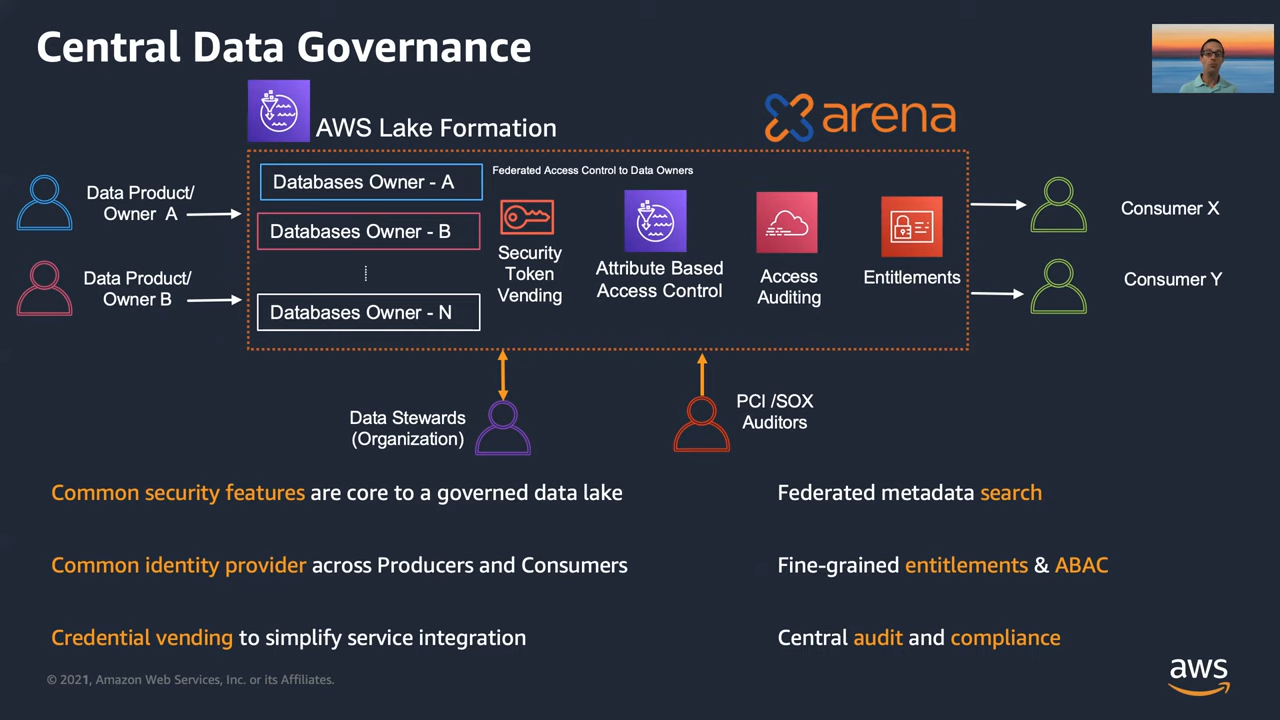 Central Data Governance
AWS Lake Formation
arena
Data Product/
Owner A
Data Product/
Owner B
Databases Owner - A
Databases Owner - B
Databases Owner - N
Federated Access Control to Data Owners
Security
Token
Vending
Attribute Based
Access Control
Access
Auditing
Entitlements
Consumer X
Consumer Y
Data Stewards
(Organization)
PCI /SOX
Auditors
Common security features are core to a governed data lake
Common identity provider across Producers and Consumers
Credential vending to simplify service integration
Federated metadata search
Fine-grained entitlements & ABAC
Central audit and compliance
© 2021, Amazon Web Services, Inc. or its Affiliates.
aws